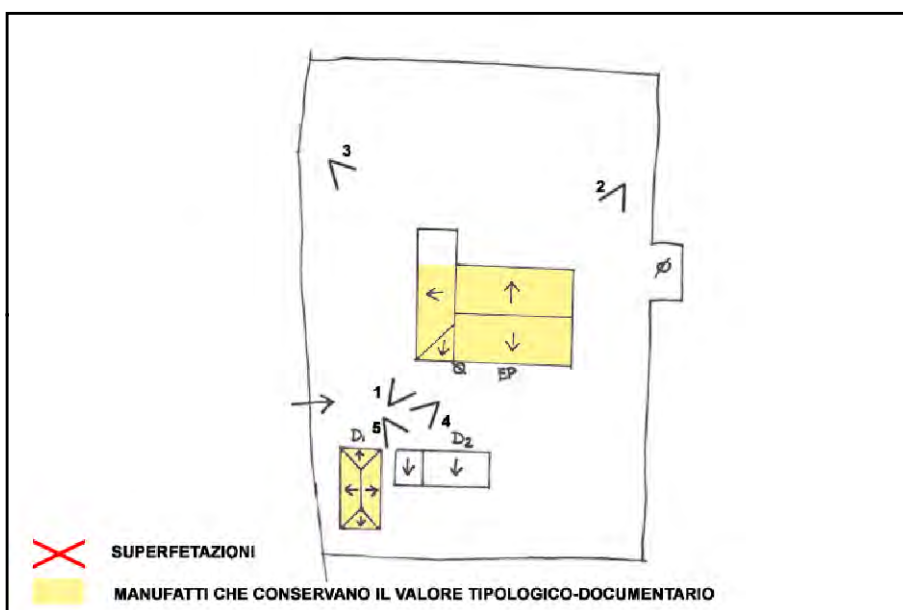 3
2
Ø
Ø EP
1
4
5
D1 D2
SUPERFETAZIONI
MANUFATTI CHE CONSERVANO IL VALORE TIPOLOGICO-DOCUMENTARIO